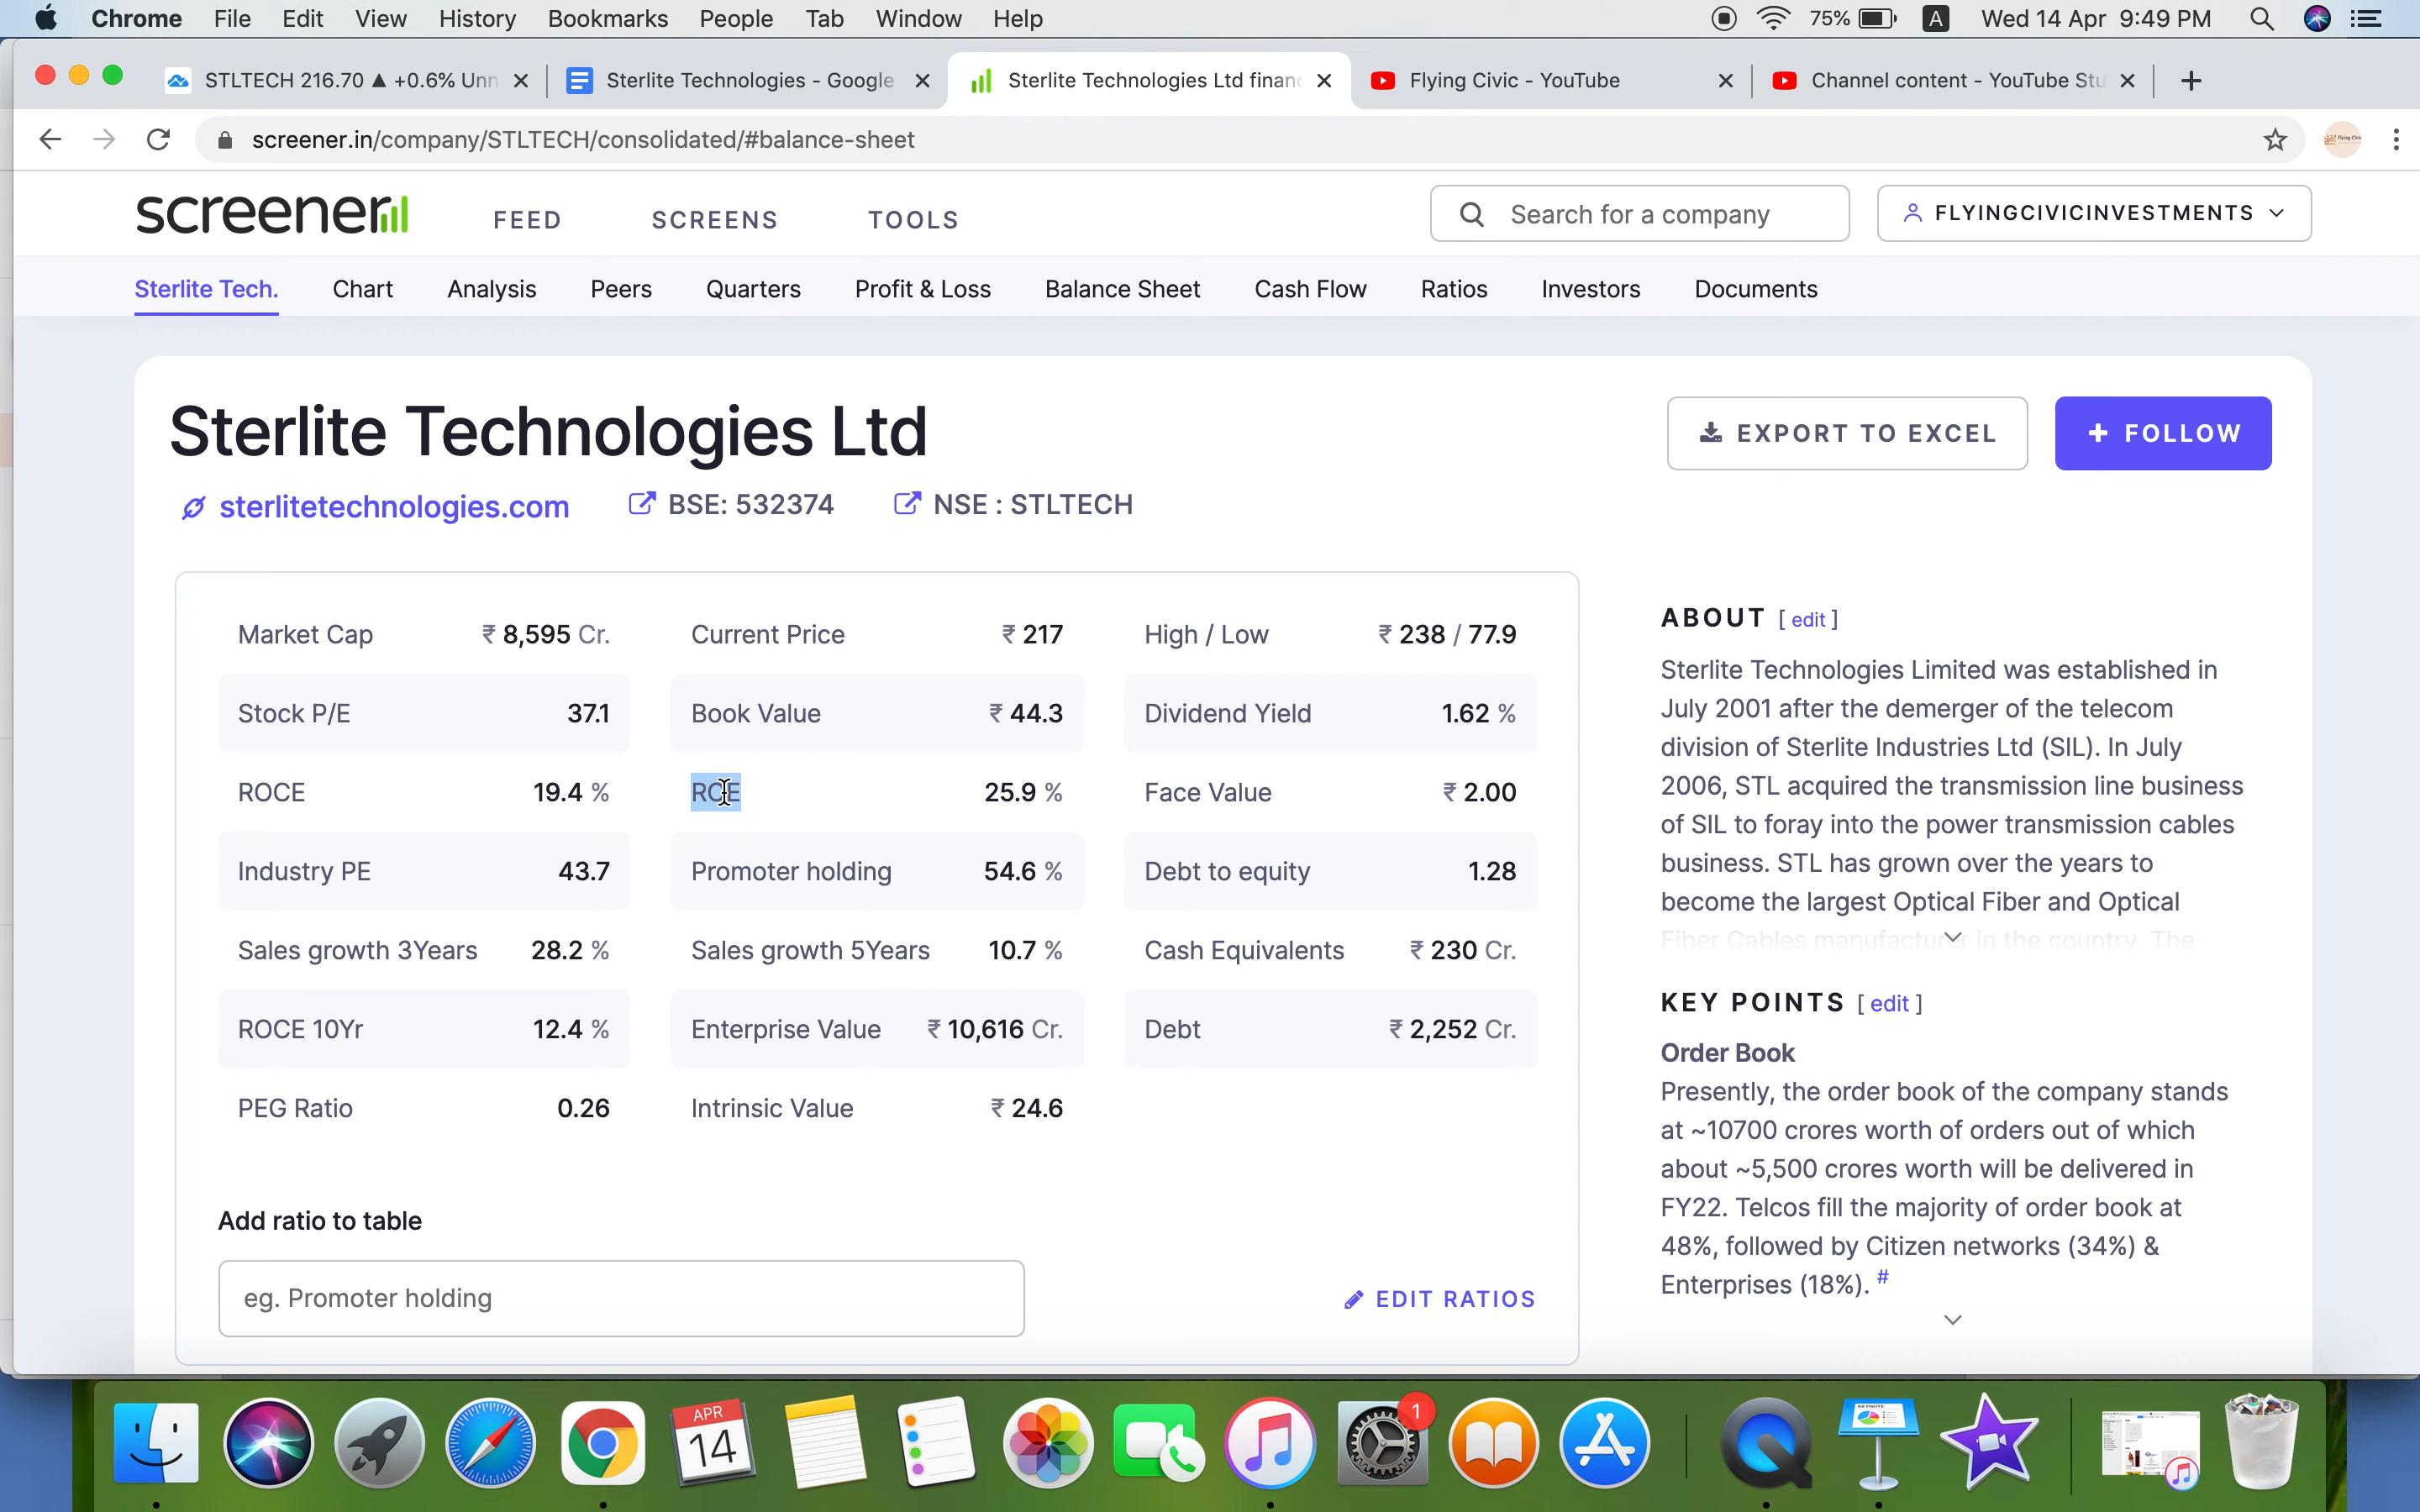 Chrome File Edit View History Bookmarks People Tab Window Help 75% A Wed 14 Apr 9:49 PM
STLTECH 216.70 ▲ +0.6% Unn Sterlite Technologies - Google Sterlite Technologies Ltd financ Flying Civic - YouTube Channel content - YouTube Stu
screener.in/company/STLTECH/consolidated/#balance-sheet
screener FEED SCREENS TOOLS Search for a company FLYINGCIVICINVESTMENTS
Sterlite Tech. Chart Analysis Peers Quarters Profit & Loss Balance Sheet Cash Flow Ratios Investors Documents
Sterlite Technologies Ltd EXPORT TO EXCEL + FOLLOW
sterlitetechnologies.com BSE: 532374 NSE : STLTECH
Market Cap ₹ 8,595 Cr. Current Price ₹ 217 High / Low ₹ 238 / 77.9
Stock P/E 37.1 Book Value ₹ 44.3 Dividend Yield 1.62 %
ROCE 19.4 % ROE 25.9 % Face Value ₹ 2.00
Industry PE 43.7 Promoter holding 54.6 % Debt to equity 1.28
Sales growth 3Years 28.2 % Sales growth 5Years 10.7 % Cash Equivalents ₹ 230 Cr.
ROCE 10Yr 12.4 % Enterprise Value ₹ 10,616 Cr. Debt ₹ 2,252 Cr.
PEG Ratio 0.26 Intrinsic Value ₹ 24.6
Add ratio to table
eg. Promoter holding
EDIT RATIOS
ABOUT [ edit ]
Sterlite Technologies Limited was established in
July 2001 after the demerger of the telecom
division of Sterlite Industries Ltd (SIL). In July
2006, STL acquired the transmission line business
of SIL to foray into the power transmission cables
business. STL has grown over the years to
become the largest Optical Fiber and Optical
Fiber Cables manufacturer in the country. The
KEY POINTS [ edit ]
Order Book
Presently, the order book of the company stands
at ~10700 crores worth of orders out of which
about ~5,500 crores worth will be delivered in
FY22. Telcos fill the majority of order book at
48%, followed by Citizen networks (34%) &
Enterprises (18%). #
APR
14
1
KEYNOTE